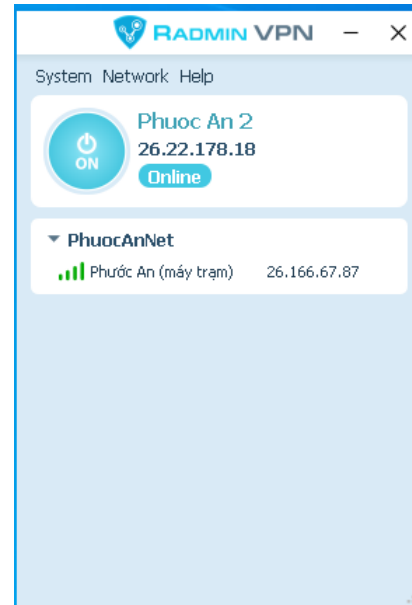 RADMIN VPN
System Network Help
Phuoc An 2
ON
26.22.178.18
Online
PhuocAnNet
Phước An (máy trạm) 26.166.67.87